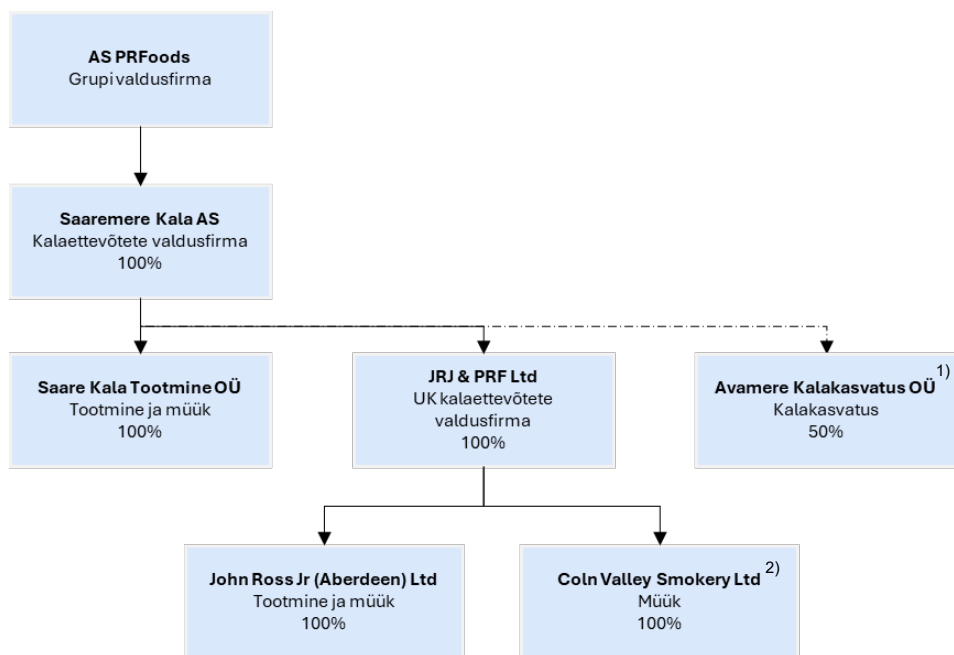 AS PRFoods
Grupi valdusfirma
Saaremere Kala AS
Kalaettevõtete valdusfirma
100%
Saare Kala Tootmine OÜ
Tootmine ja müük
100%
JRJ & PRF Ltd
UK kalaettevõtete
valdusfirma
100%
Avamere Kalakasvatus OÜ 1)
Kalakasvatus
50%
John Ross Jr (Aberdeen) Ltd
Tootmine ja müük
100%
Coln Valley Smokery Ltd 2)
Müük
100%